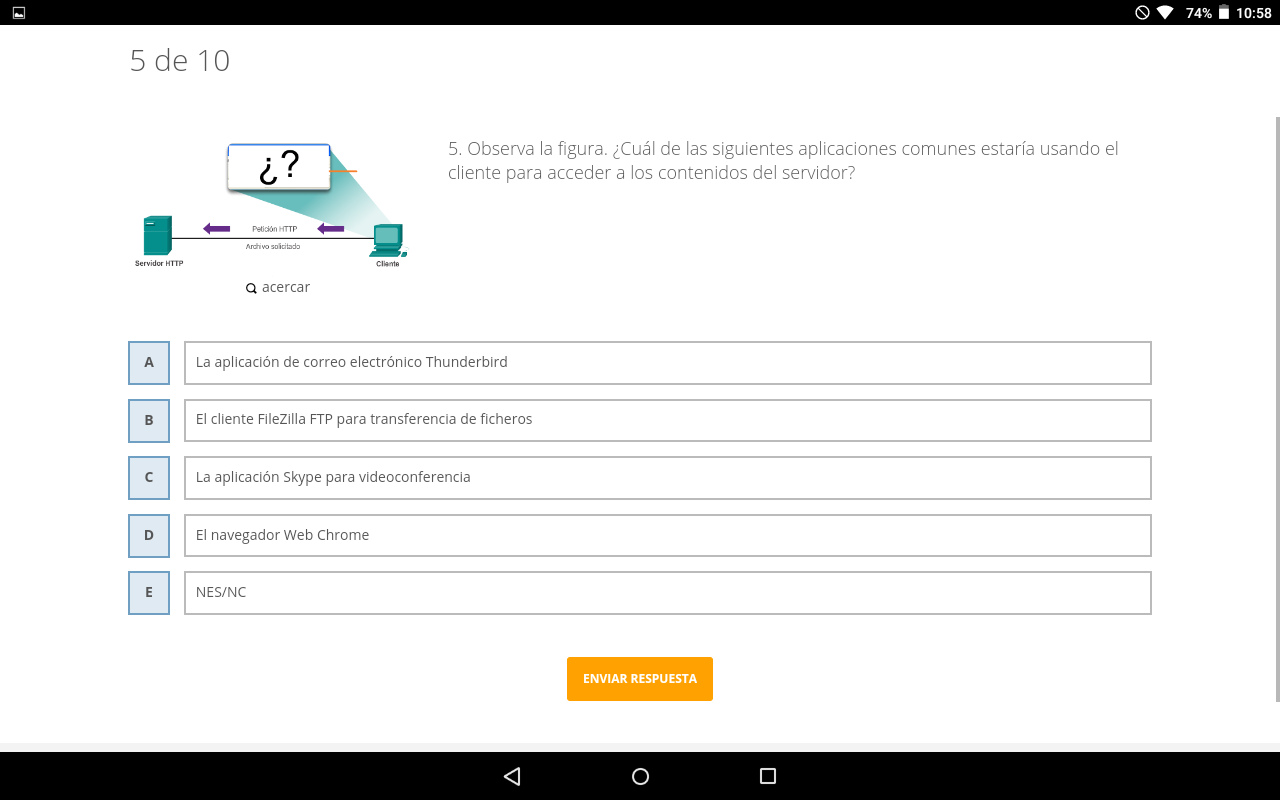 74% 10:58
5 de 10
¿?
Petición HTTP
Archivo solicitado
Servidor HTTP
Cliente
acercar
5. Observa la figura. ¿Cuál de las siguientes aplicaciones comunes estaría usando el
cliente para acceder a los contenidos del servidor?
A La aplicación de correo electrónico Thunderbird
B El cliente FileZilla FTP para transferencia de ficheros
C La aplicación Skype para videoconferencia
D El navegador Web Chrome
E NES/NC
ENVIAR RESPUESTA